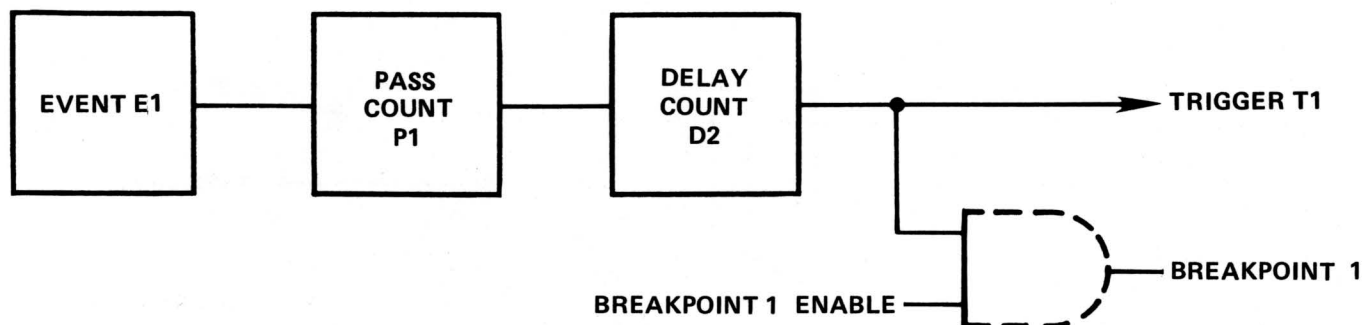 EVENT E1
PASS
COUNT
P1
DELAY
COUNT
D2
TRIGGER T1
BREAKPOINT 1
BREAKPOINT 1 ENABLE